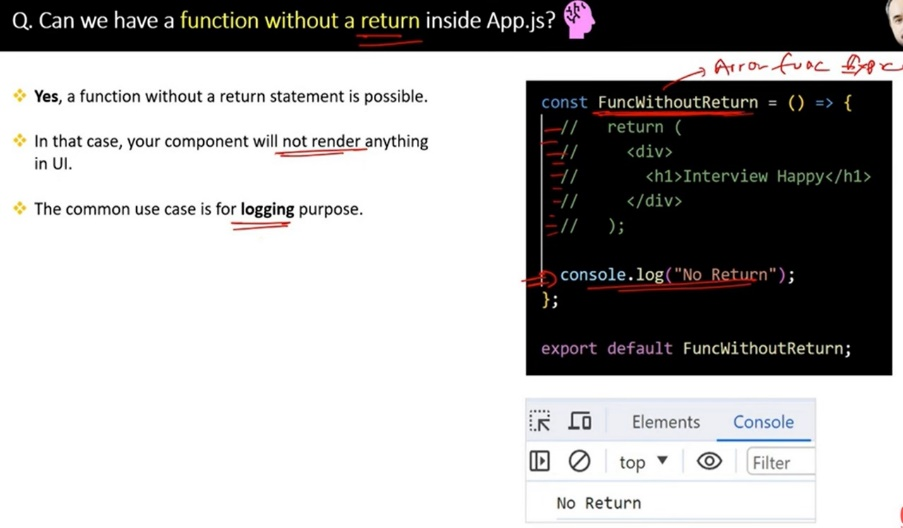 Q. Can we have a function without a return inside App.js?
Yes, a function without a return statement is possible.
In that case, your component will not render anything
in UI.
The common use case is for logging purpose.
Arrow func Expr
const FuncWithoutReturn = () => {
// return (
// <div>
// <h1>Interview Happy</h1>
// </div>
// );
console.log("No Return");
};
export default FuncWithoutReturn;
Elements Console
top Filter
No Return